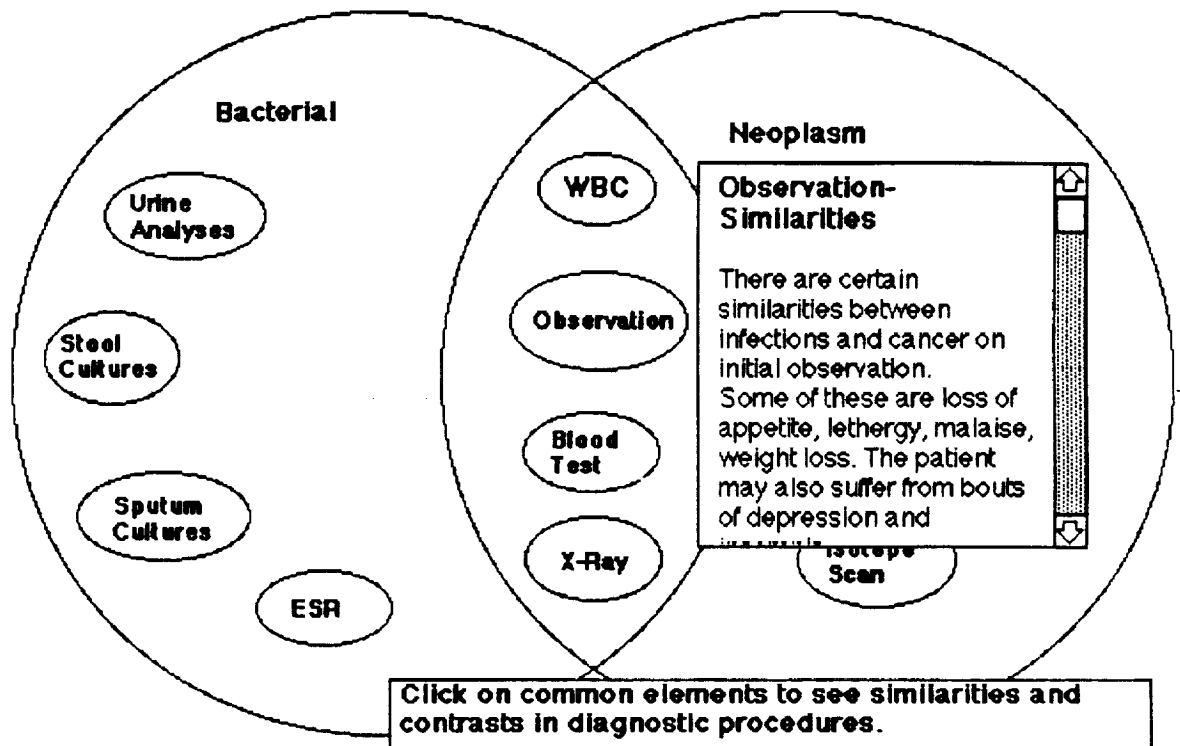 Bacterial
Neoplasm
Urine
Analyses
Stool
Cultures
Sputum
Cultures
ESR
WBC
Observation
Blood
Test
X-Ray
Observation-
Similarities
There are certain
similarities between
infections and cancer on
initial observation.
Some of these are loss of
appetite, lethergy, malaise,
weight loss. The patient
may also suffer from bouts
of depression and
Isotope
Scan
Click on common elements to see similarities and
contrasts in diagnostic procedures.